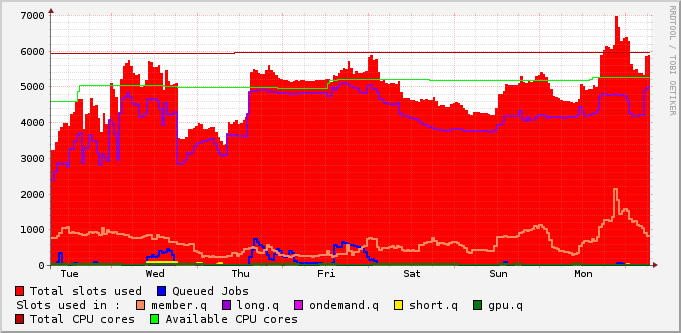 7000
6000
5000
4000
3000
2000
1000
0
Tue Wed Thu Fri Sat Sun Mon
RRDTOOL / TOBI OETIKER
Total slots used Queued Jobs
Slots used in : member.q long.q ondemand.q short.q gpu.q
Total CPU cores Available CPU cores